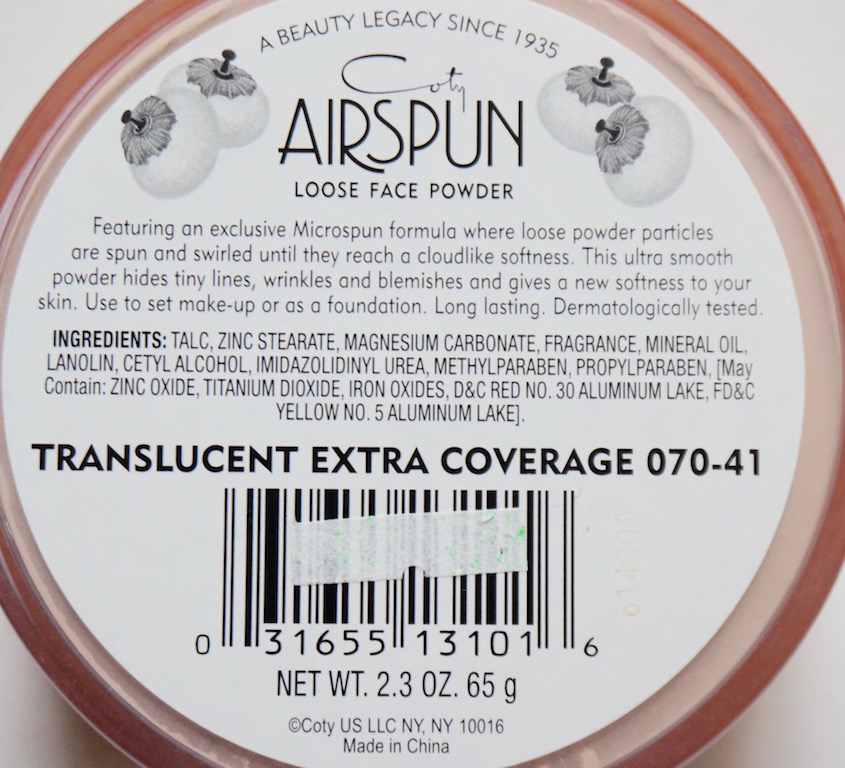 A BEAUTY LEGACY SINCE 1935
Coty
AIRSPUN
LOOSE FACE POWDER
Featuring an exclusive Microspun formula where loose powder particles
are spun and swirled until they reach a cloudlike softness. This ultra smooth
powder hides tiny lines, wrinkles and blemishes and gives a new softness to your
skin. Use to set make-up or as a foundation. Long lasting. Dermatologically tested.
INGREDIENTS: TALC, ZINC STEARATE, MAGNESIUM CARBONATE, FRAGRANCE, MINERAL OIL,
LANOLIN, CETYL ALCOHOL, IMIDAZOLIDINYL UREA, METHYLPARABEN, PROPYLPARABEN, [May
Contain: ZINC OXIDE, TITANIUM DIOXIDE, IRON OXIDES, D&C RED NO. 30 ALUMINUM LAKE, FD&C
YELLOW NO. 5 ALUMINUM LAKE].
TRANSLUCENT EXTRA COVERAGE 070-41
0 31655 13101 6
NET WT. 2.3 OZ. 65 g
©Coty US LLC NY, NY 10016
Made in China